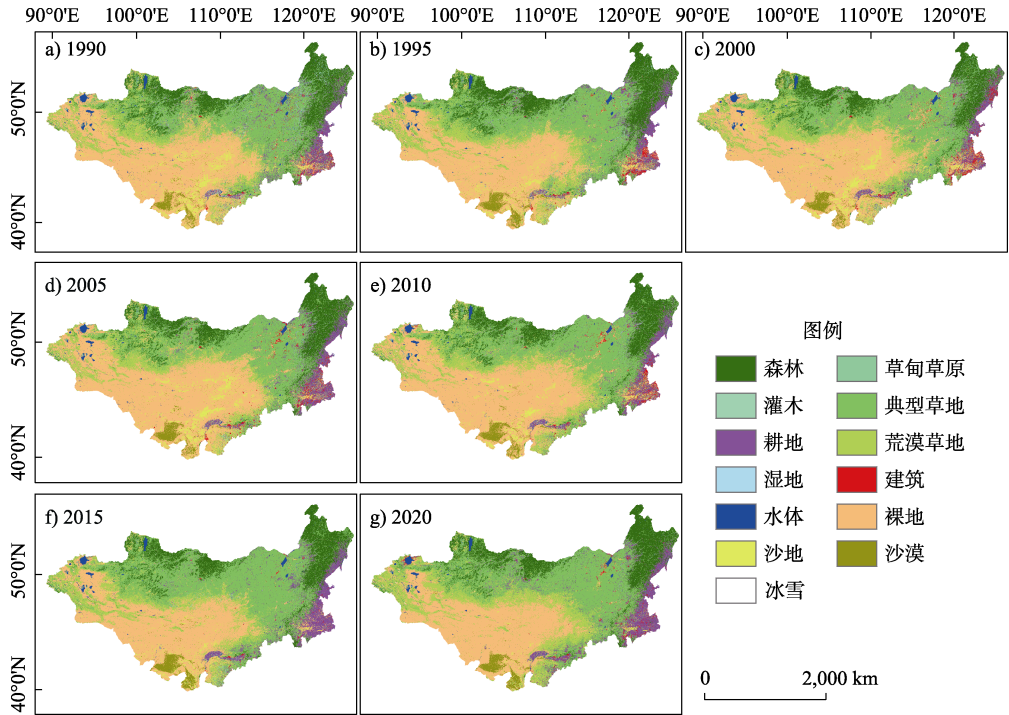 90°0′E 100°0′E 110°0′E 120°0′E 90°0′E 100°0′E 110°0′E 120°0′E 90°0′E 100°0′E 110°0′E 120°0′E
a) 1990 b) 1995 c) 2000
50°0′N
40°0′N
d) 2005 e) 2010
50°0′N
40°0′N
f) 2015 g) 2020
50°0′N
40°0′N
图例
森林 草甸草原
灌木 典型草地
耕地 荒漠草地
湿地 建筑
水体 裸地
沙地 沙漠
冰雪
0 2,000 km